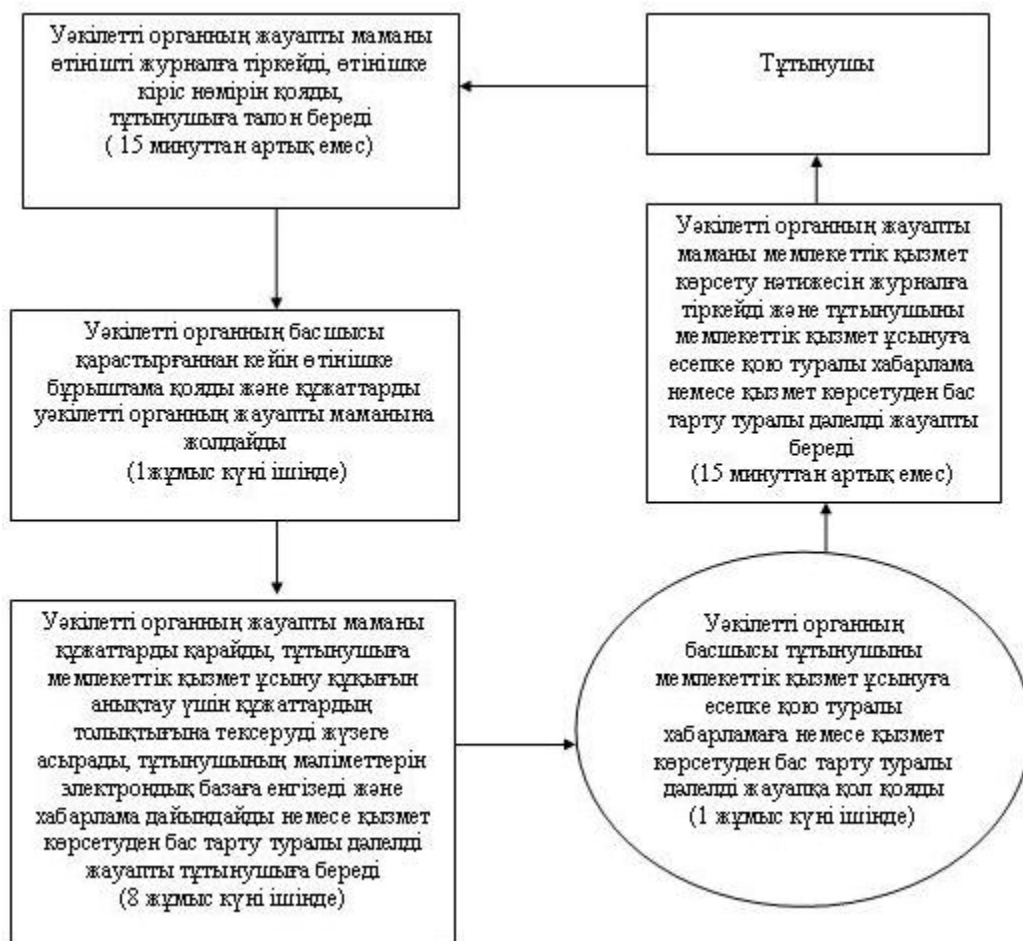 Уәкілетті органның жауапты маманы
өтінішті журналға тіркейді, өтінішке
кіріс нөмірін қояды,
тұтынушыға талон береді
( 15 минуттан артық емес)
Тұтынушы
Уәкілетті органның басшысы
қарастырғаннан кейін өтінішке
бұрыштама қояды және құжаттарды
уәкілетті органның жауапты маманына
жолдайды
(1жұмыс күні ішінде)
Уәкілетті органның жауапты
маманы мемлекеттік қызмет
көрсету нәтижесін журналға
тіркейді және тұтынушыны
мемлекеттік қызмет ұсынуға
есепке қою туралы хабарлама
немесе қызмет көрсетуден бас
тарту туралы дәлелді жауапты
береді
(15 минуттан артық емес)
Уәкілетті органның жауапты маманы
құжаттарды қарайды, тұтынушыға
мемлекеттік қызмет ұсыну құқығын
анықтау үшін құжаттардың
толықтығына тексеруді жүзеге
асырады, тұтынушының мәліметтерін
электрондық базаға енгізеді және
хабарлама дайындайды немесе қызмет
көрсетуден бас тарту туралы дәлелді
жауапты тұтынушыға береді
(8 жұмыс күні ішінде)
Уәкілетті органның
басшысы тұтынушыны
мемлекеттік қызмет ұсынуға
есепке қою туралы
хабарламаға немесе қызмет
көрсетуден бас тарту туралы
дәлелді жауапқа қол қояды
(1 жұмыс күні ішінде)